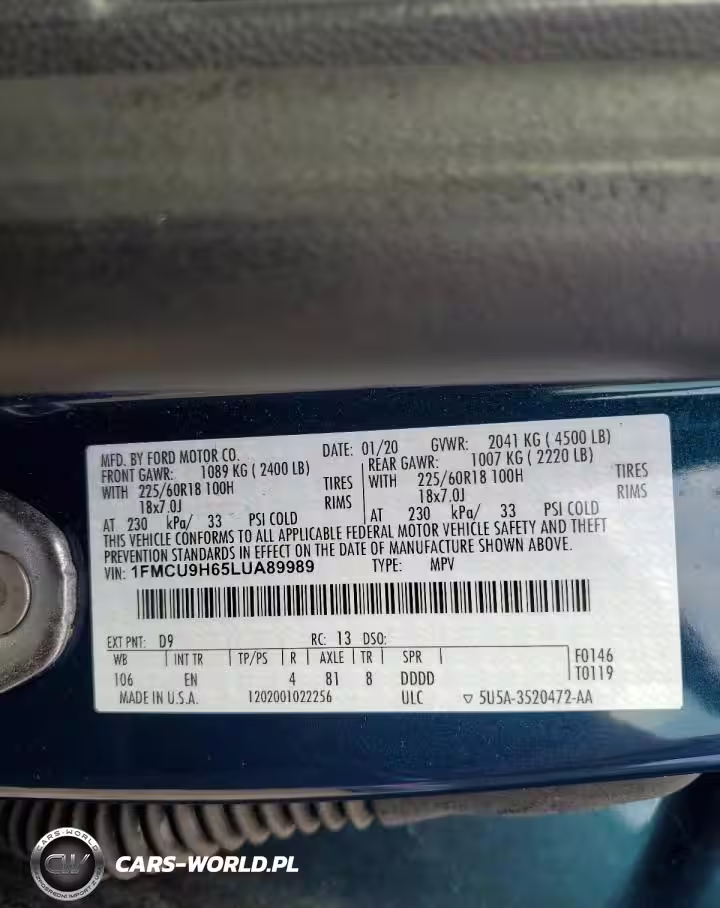 MFD. BY FORD MOTOR CO. DATE: 01/20 GVWR: 2041 KG ( 4500 LB)
FRONT GAWR: 1089 KG ( 2400 LB) REAR GAWR: 1007 KG ( 2220 LB)
WITH 225/60R18 100H TIRES WITH 225/60R18 100H TIRES
18x7.0J RIMS 18x7.0J RIMS
AT 230 kPa/ 33 PSI COLD AT 230 kPa/ 33 PSI COLD
THIS VEHICLE CONFORMS TO ALL APPLICABLE FEDERAL MOTOR VEHICLE SAFETY AND THEFT
PREVENTION STANDARDS IN EFFECT ON THE DATE OF MANUFACTURE SHOWN ABOVE.
VIN: 1FMCU9H65LUA89989 TYPE: MPV
EXT PNT: D9 RC: 13 DSO:
WB INT TR TP/PS R AXLE TR SPR F0146
106 EN 4 81 8 DDDD T0119
MADE IN U.S.A. 1202001022256 ULC ▽ 5U5A-3520472-AA
CARS-WORLD
CW
CARS-WORLD.PL